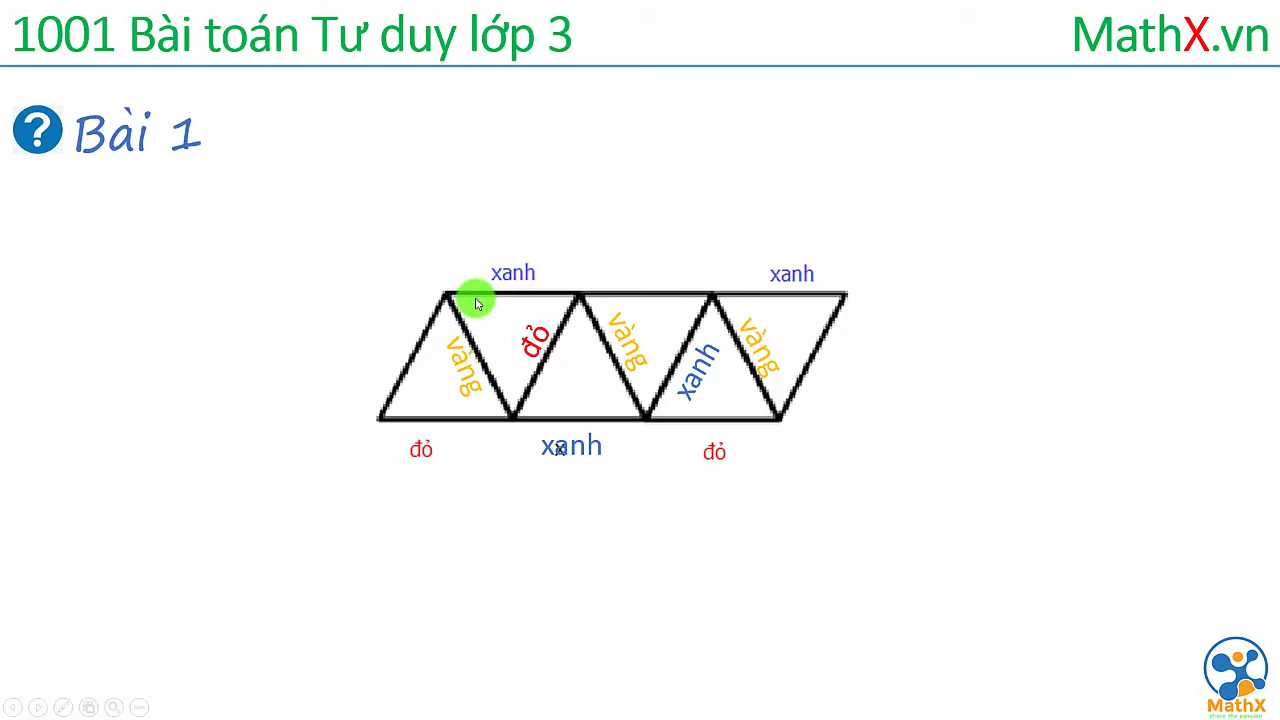 1001 Bài toán Tư duy lớp 3
MathX.vn
? Bài 1
xanh
xanh
vàng
đỏ
vàng
xanh
vàng
đỏ
xanh
x
đỏ
MathX
share the passion